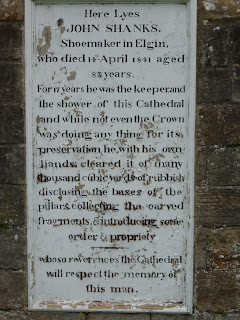 Here Lyes
JOHN SHANKS.
Shoemaker in Elgin,
who died 14 April 1841 aged
83 years.
For 17 years he was the keeper and
the shower of this Cathedral
and while not even the Crown
was doing any thing for its
preservation he, with his own
hands, cleared it of many
thousand cubic yards of rubbish
disclosing the bases of the
pillars, collecting the carved
fragments, & introducing some
order & propriety
whoso reverences the Cathedral
will respect the memory of
this man.